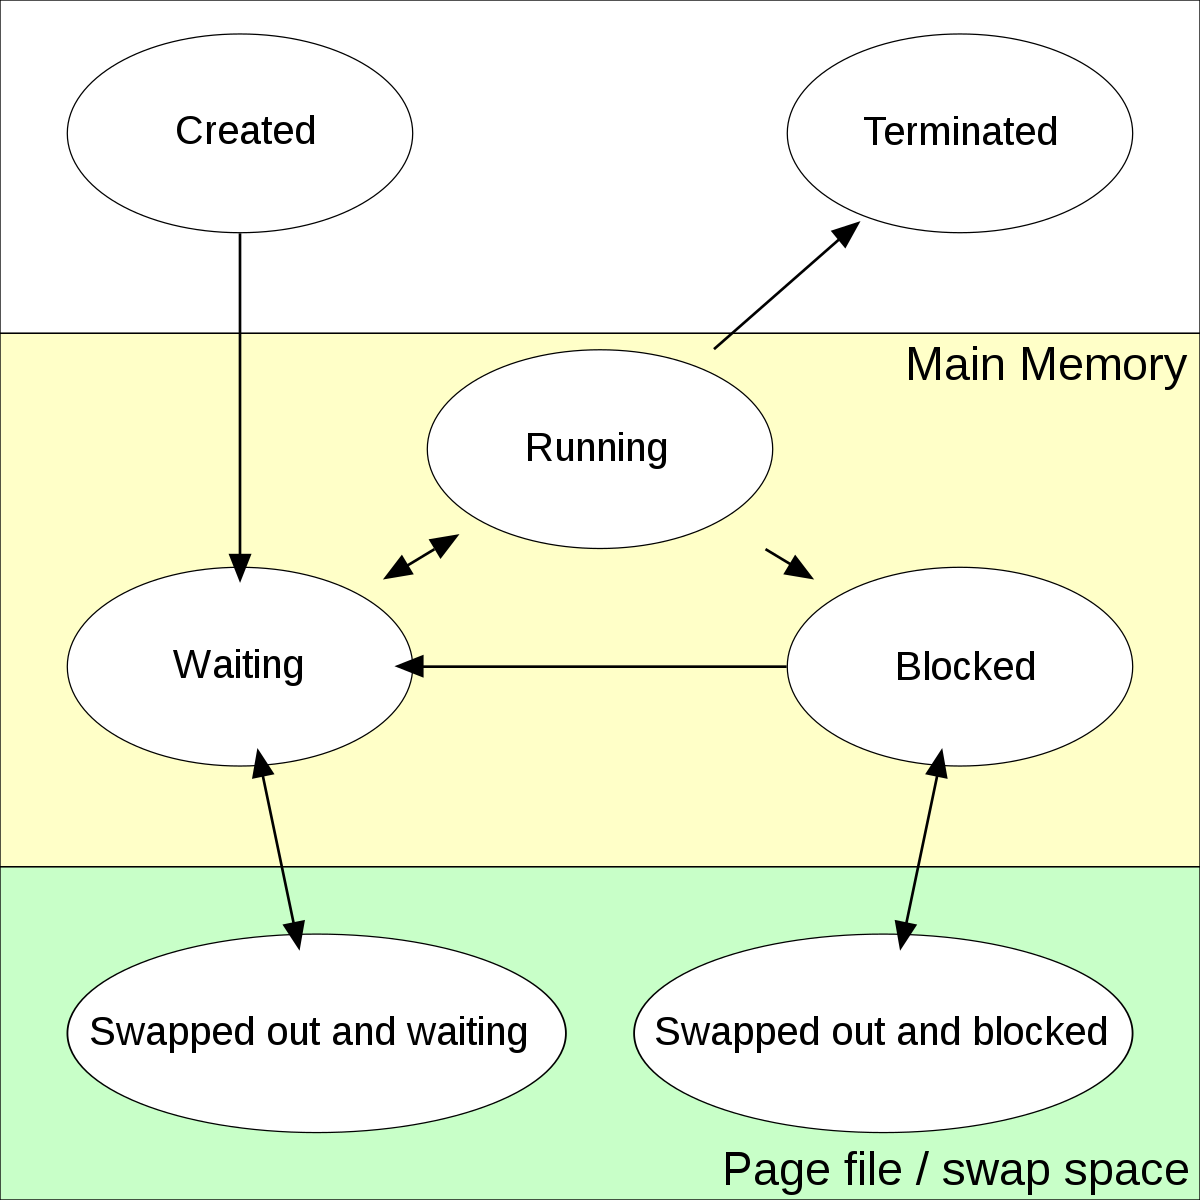 Created
Terminated
Main Memory
Running
Waiting
Blocked
Swapped out and waiting
Swapped out and blocked
Page file / swap space